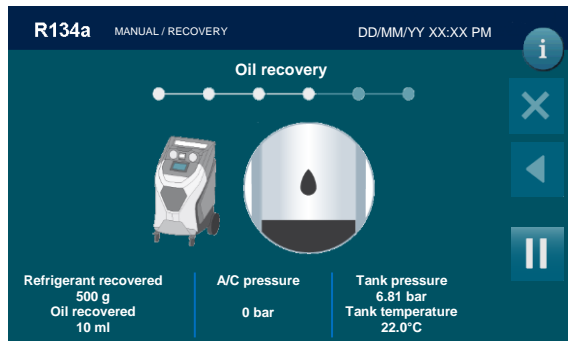 R134a MANUAL / RECOVERY DD/MM/YY XX:XX PM
i
Oil recovery
Refrigerant recovered
500 g
Oil recovered
10 ml
A/C pressure
0 bar
Tank pressure
6.81 bar
Tank temperature
22.0°C